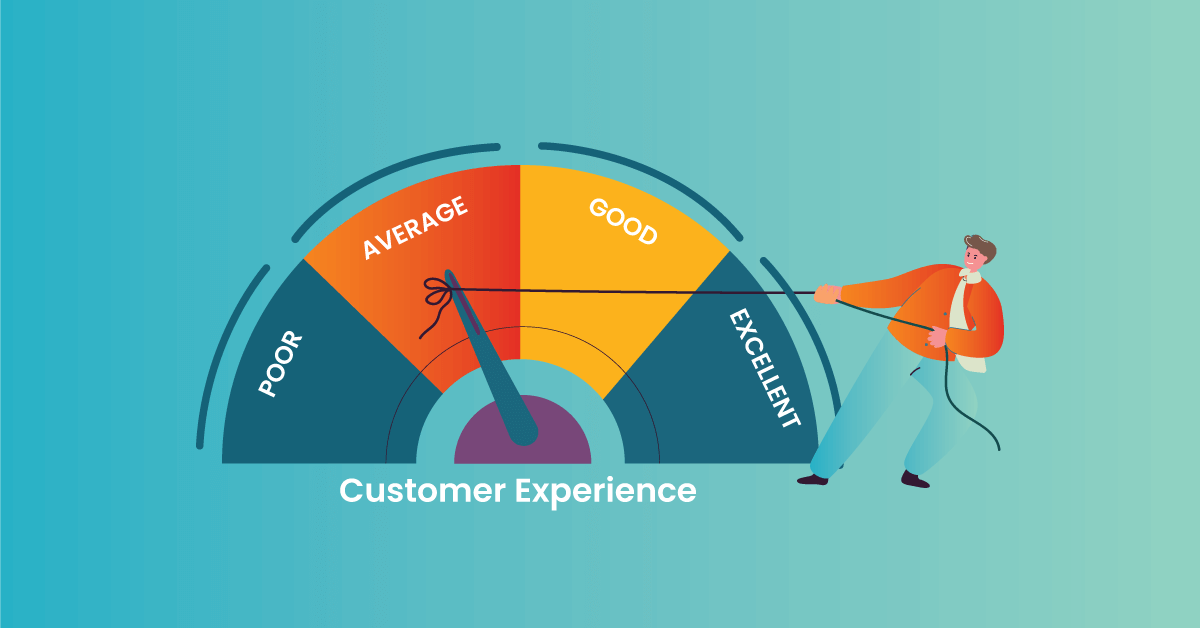 POOR
AVERAGE
GOOD
EXCELLENT
Customer Experience